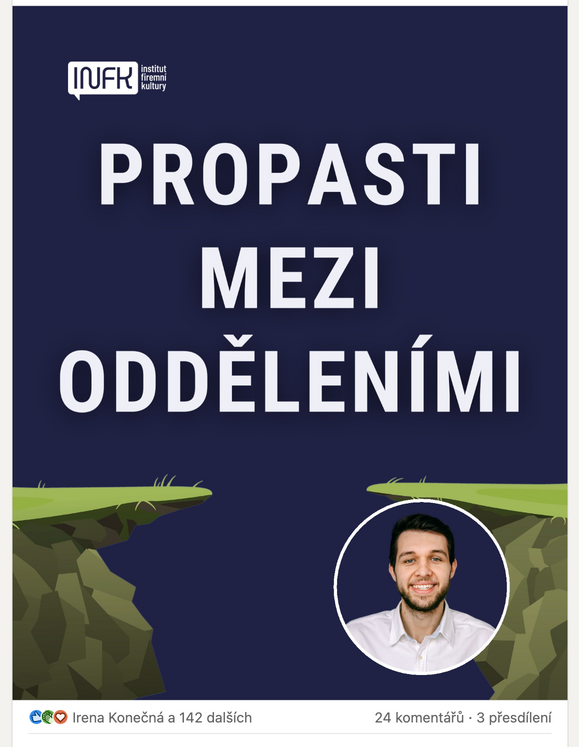 INFK
institut
firemní
kultury
PROPASTI
MEZI
ODDĚLENÍMI
Irena Konečná a 142 dalších
24 komentářů · 3 přesdílení